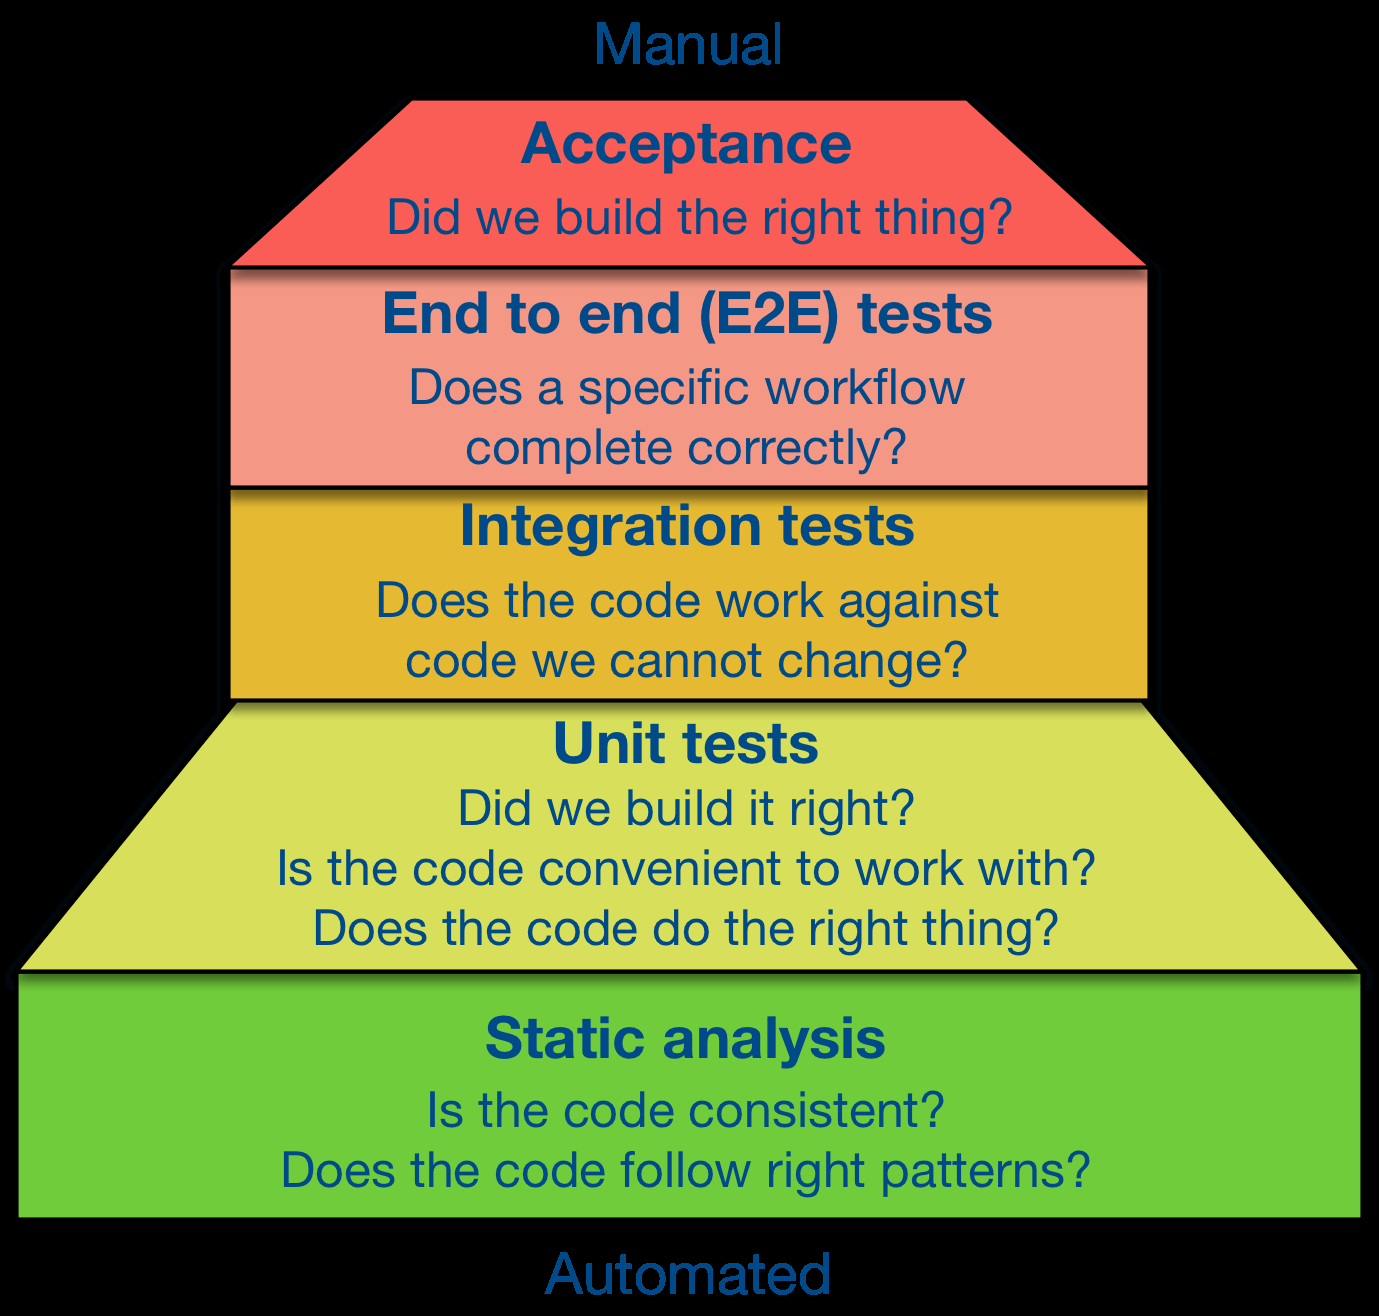 Manual
Acceptance
Did we build the right thing?
End to end (E2E) tests
Does a specific workflow
complete correctly?
Integration tests
Does the code work against
code we cannot change?
Unit tests
Did we build it right?
Is the code convenient to work with?
Does the code do the right thing?
Static analysis
Is the code consistent?
Does the code follow right patterns?
Automated